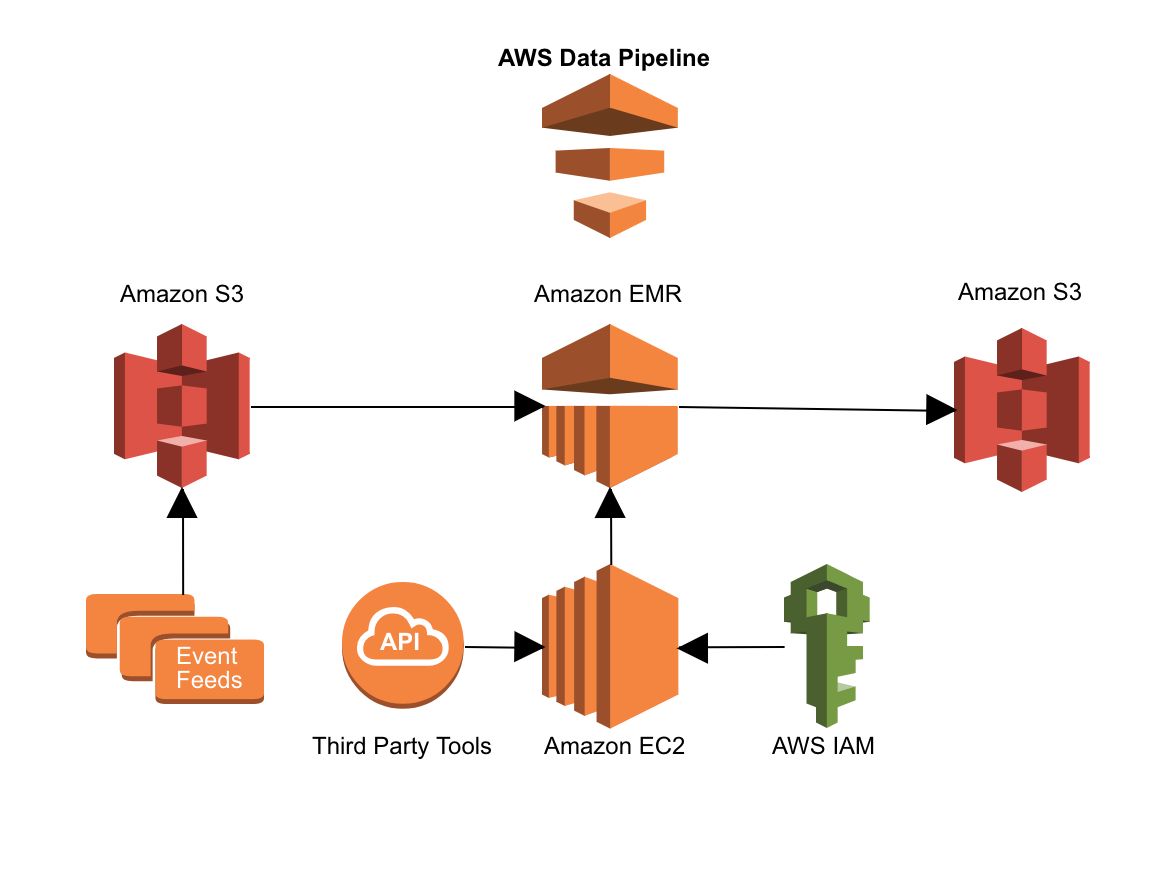 AWS Data Pipeline
Amazon S3
Amazon EMR
Amazon S3
Event
Feeds
API
Third Party Tools
Amazon EC2
AWS IAM